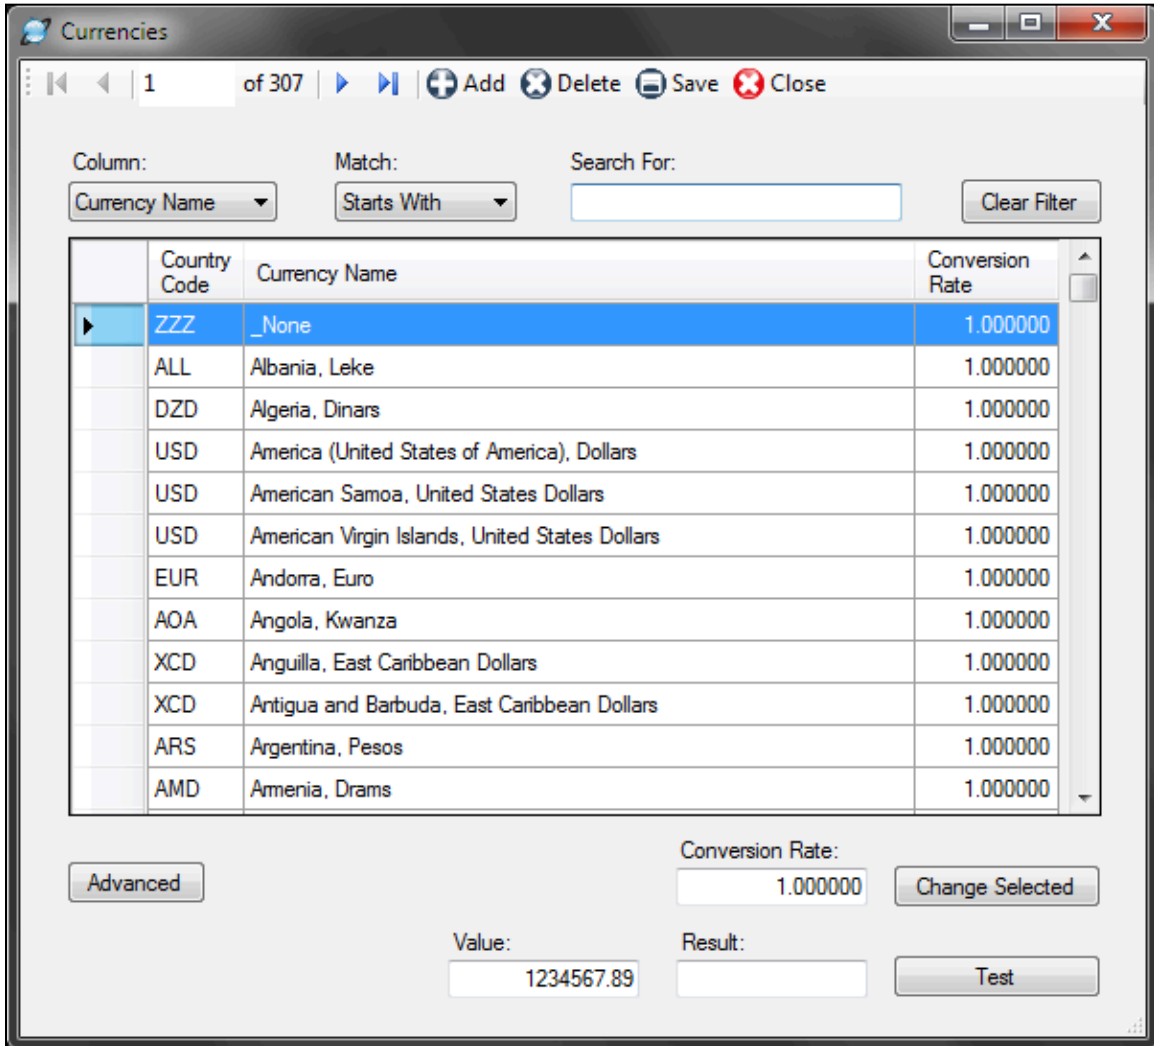 Currencies
1 of 307 Add Delete Save Close
Column: Match: Search For:
Currency Name Starts With Clear Filter
Country Code Currency Name Conversion Rate
ZZZ _None 1.000000
ALL Albania, Leke 1.000000
DZD Algeria, Dinars 1.000000
USD America (United States of America), Dollars 1.000000
USD American Samoa, United States Dollars 1.000000
USD American Virgin Islands, United States Dollars 1.000000
EUR Andorra, Euro 1.000000
AOA Angola, Kwanza 1.000000
XCD Anguilla, East Caribbean Dollars 1.000000
XCD Antigua and Barbuda, East Caribbean Dollars 1.000000
ARS Argentina, Pesos 1.000000
AMD Armenia, Drams 1.000000
Conversion Rate:
Advanced 1.000000 Change Selected
Value: Result:
1234567.89 Test